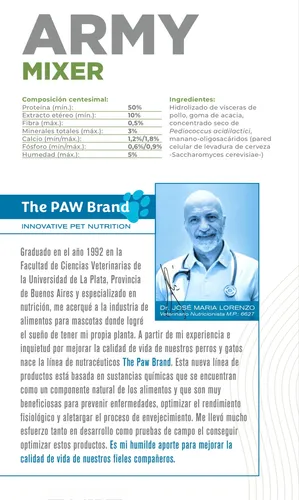 ARMY
MIXER
Composición centesimal:
Proteína (mín.): 50%
Extracto etéreo (mín.): 10%
Fibra (máx.): 0,5%
Minerales totales (máx.): 3%
Calcio (mín/máx.): 1,2%/1,8%
Fósforo (mín/máx.): 0,6%/0,9%
Humedad (máx.): 5%
Ingredientes:
Hidrolizado de vísceras de
pollo, goma de acacia,
concentrado seco de
Pediococcus acidilactici,
manano-oligosacáridos (pared
celular de levadura de cerveza
-Saccharomyces cerevisiae-)
The PAW Brand
INNOVATIVE PET NUTRITION
Dr. JOSÉ MARIA LORENZO
Veterinario Nutricionista M.P.: 6627
Graduado en el año 1992 en la
Facultad de Ciencias Veterinarias de
la Universidad de La Plata, Provincia
de Buenos Aires y especializado en
nutrición, me acerqué a la industria de
alimentos para mascotas donde logré
el sueño de tener mi propia planta. A partir de mi experiencia e
inquietud por mejorar la calidad de vida de nuestros perros y gatos
nace la línea de nutracéuticos The Paw Brand. Esta nueva línea de
productos está basada en sustancias químicas que se encuentran
como un componente natural de los alimentos y que son muy
beneficiosas para prevenir enfermedades, optimizar el rendimiento
fisiológico y aletargar el proceso de envejecimiento. Me llevó mucho
esfuerzo tanto en desarrollo como pruebas de campo el conseguir
optimizar estos productos. Es mi humilde aporte para mejorar la
calidad de vida de nuestros fieles compañeros.